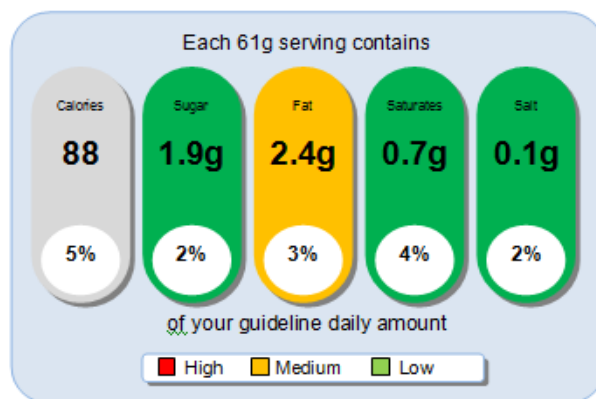 Each 61g serving contains
Calories Sugar Fat Saturates Salt
88 1.9g 2.4g 0.7g 0.1g
5% 2% 3% 4% 2%
of your guideline daily amount
High Medium Low